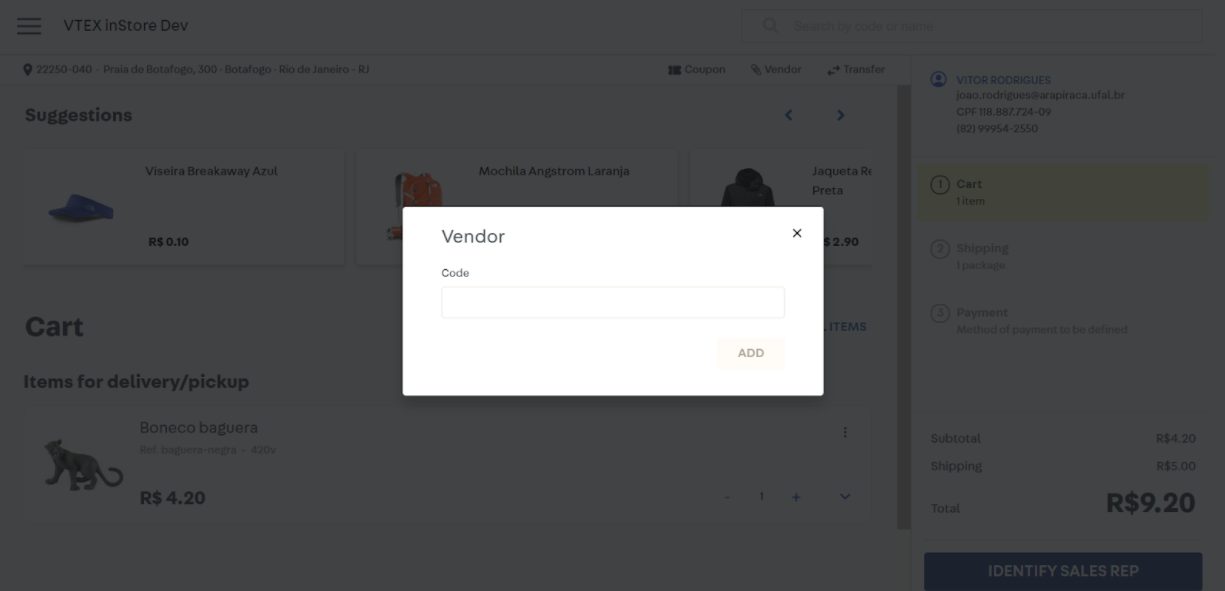 VTEX inStore Dev
Search by code or name
22250-040 - Praia de Botafogo, 300 - Botafogo - Rio de Janeiro - RJ
Coupon
Vendor
Transfer
VITOR RODRIGUES
joao.rodrigues@arapiraca.ufal.br
CPF 118.887.724-09
(82) 99954-2550
Suggestions
Viseira Breakaway Azul
R$ 0.10
Mochila Angstrom Laranja
Jaqueta Re
Preta
$ 2.90
1 Cart
1 item
2 Shipping
1 package
3 Payment
Method of payment to be defined
Vendor
Code
ADD
Cart
ITEMS
Items for delivery/pickup
Boneco baguera
Ref. baguera-negra • 420v
R$ 4.20
- 1 +
Subtotal R$4.20
Shipping R$5.00
Total R$9.20
IDENTIFY SALES REP